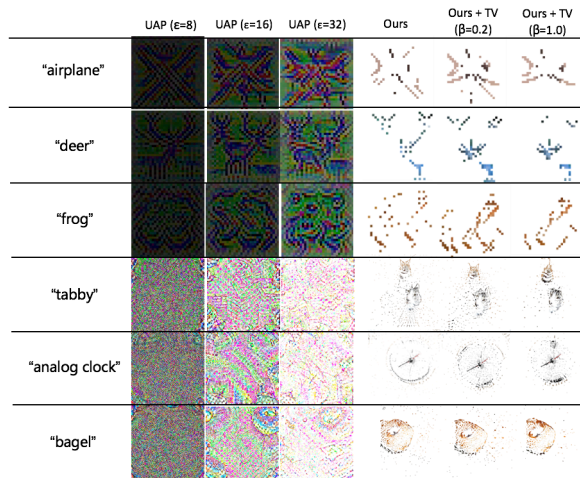 UAP (ε=8) UAP (ε=16) UAP (ε=32) Ours Ours + TV (β=0.2) Ours + TV (β=1.0)
“airplane”
“deer”
“frog”
“tabby”
“analog clock”
“bagel”